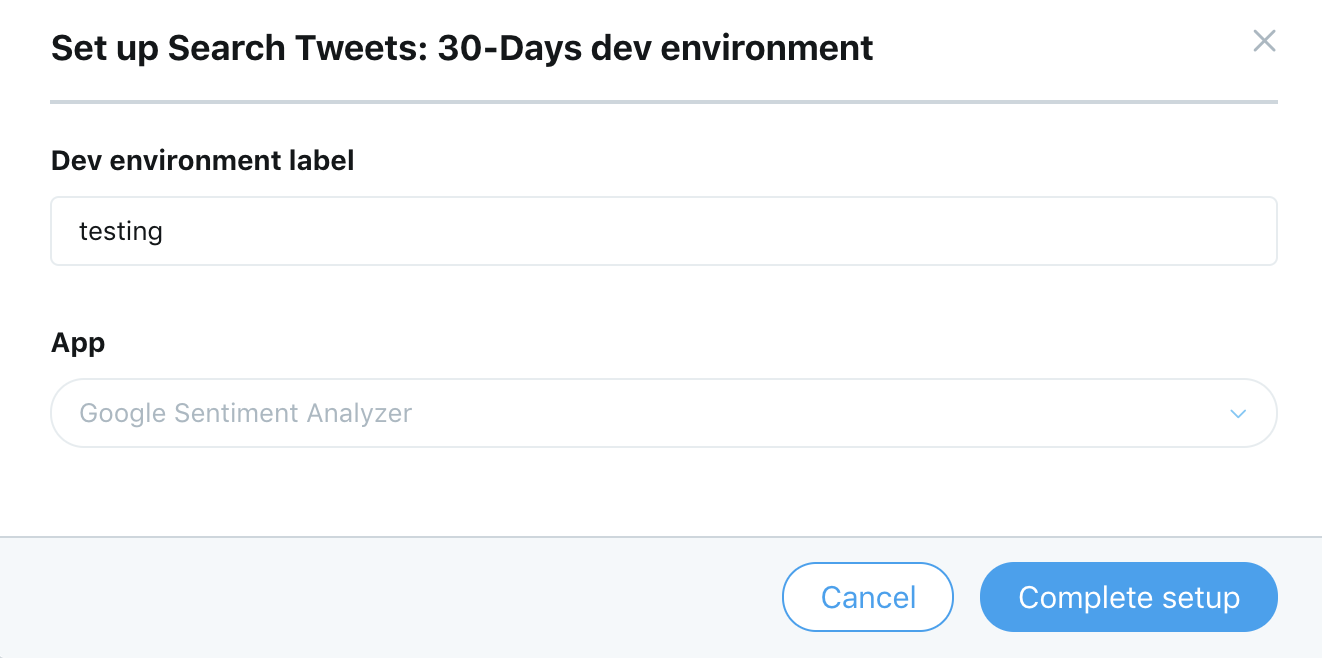 Set up Search Tweets: 30-Days dev environment
Dev environment label
testing
App
Google Sentiment Analyzer
Cancel
Complete setup